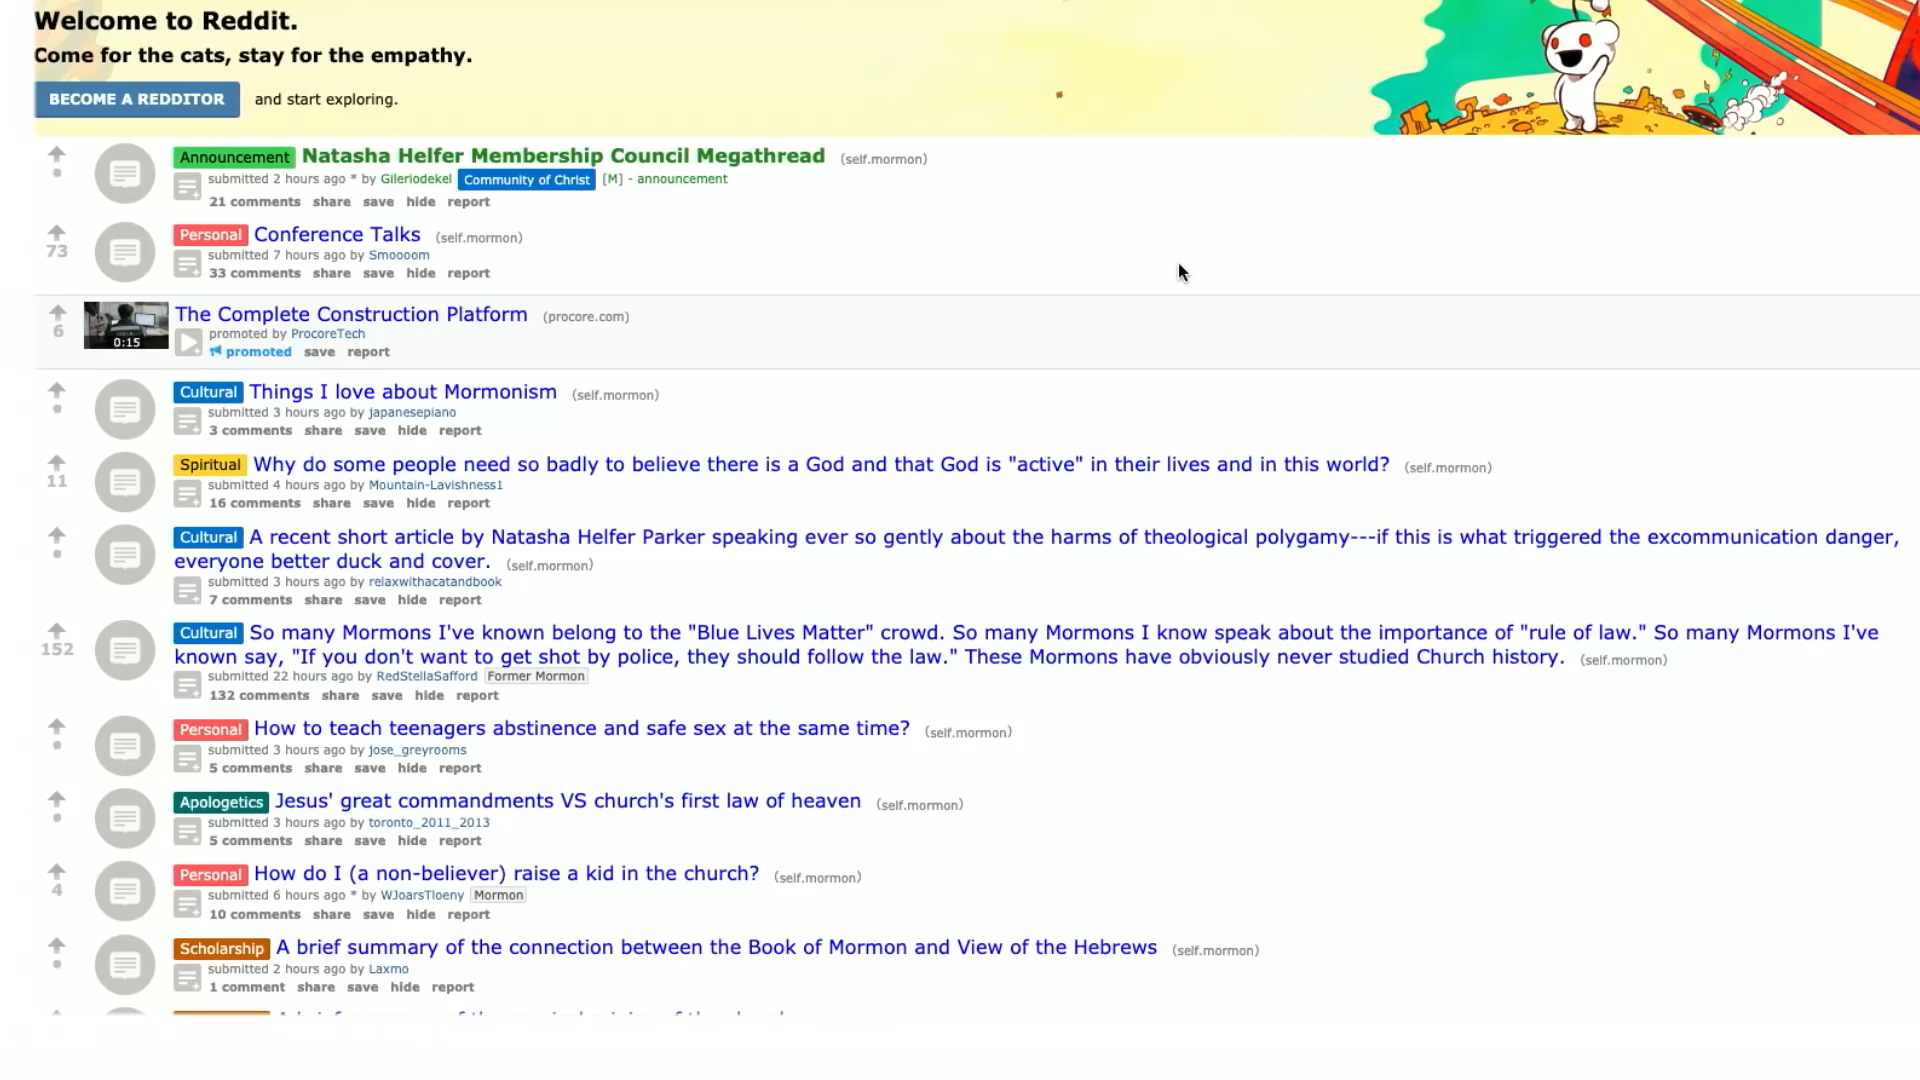 Welcome to Reddit.
Come for the cats, stay for the empathy.
BECOME A REDDITOR and start exploring.
Announcement Natasha Helfer Membership Council Megathread (self.mormon)
submitted 2 hours ago * by Gileriodekel Community of Christ [M] - announcement
21 comments share save hide report
73
Personal Conference Talks (self.mormon)
submitted 7 hours ago by Smoooom
33 comments share save hide report
6
0:15
The Complete Construction Platform (procore.com)
promoted by ProcoreTech
promoted save report
Cultural Things I love about Mormonism (self.mormon)
submitted 3 hours ago by japanesepiano
3 comments share save hide report
11
Spiritual Why do some people need so badly to believe there is a God and that God is "active" in their lives and in this world? (self.mormon)
submitted 4 hours ago by Mountain-Lavishness1
16 comments share save hide report
Cultural A recent short article by Natasha Helfer Parker speaking ever so gently about the harms of theological polygamy---if this is what triggered the excommunication danger,
everyone better duck and cover. (self.mormon)
submitted 3 hours ago by relaxwithacatandbook
7 comments share save hide report
152
Cultural So many Mormons I've known belong to the "Blue Lives Matter" crowd. So many Mormons I know speak about the importance of "rule of law." So many Mormons I've
known say, "If you don't want to get shot by police, they should follow the law." These Mormons have obviously never studied Church history. (self.mormon)
submitted 22 hours ago by RedStellaSafford Former Mormon
132 comments share save hide report
Personal How to teach teenagers abstinence and safe sex at the same time? (self.mormon)
submitted 3 hours ago by jose_greyrooms
5 comments share save hide report
Apologetics Jesus' great commandments VS church's first law of heaven (self.mormon)
submitted 3 hours ago by toronto_2011_2013
5 comments share save hide report
4
Personal How do I (a non-believer) raise a kid in the church? (self.mormon)
submitted 6 hours ago * by WJoarsTloeny Mormon
10 comments share save hide report
Scholarship A brief summary of the connection between the Book of Mormon and View of the Hebrews (self.mormon)
submitted 2 hours ago by Laxmo
1 comment share save hide report